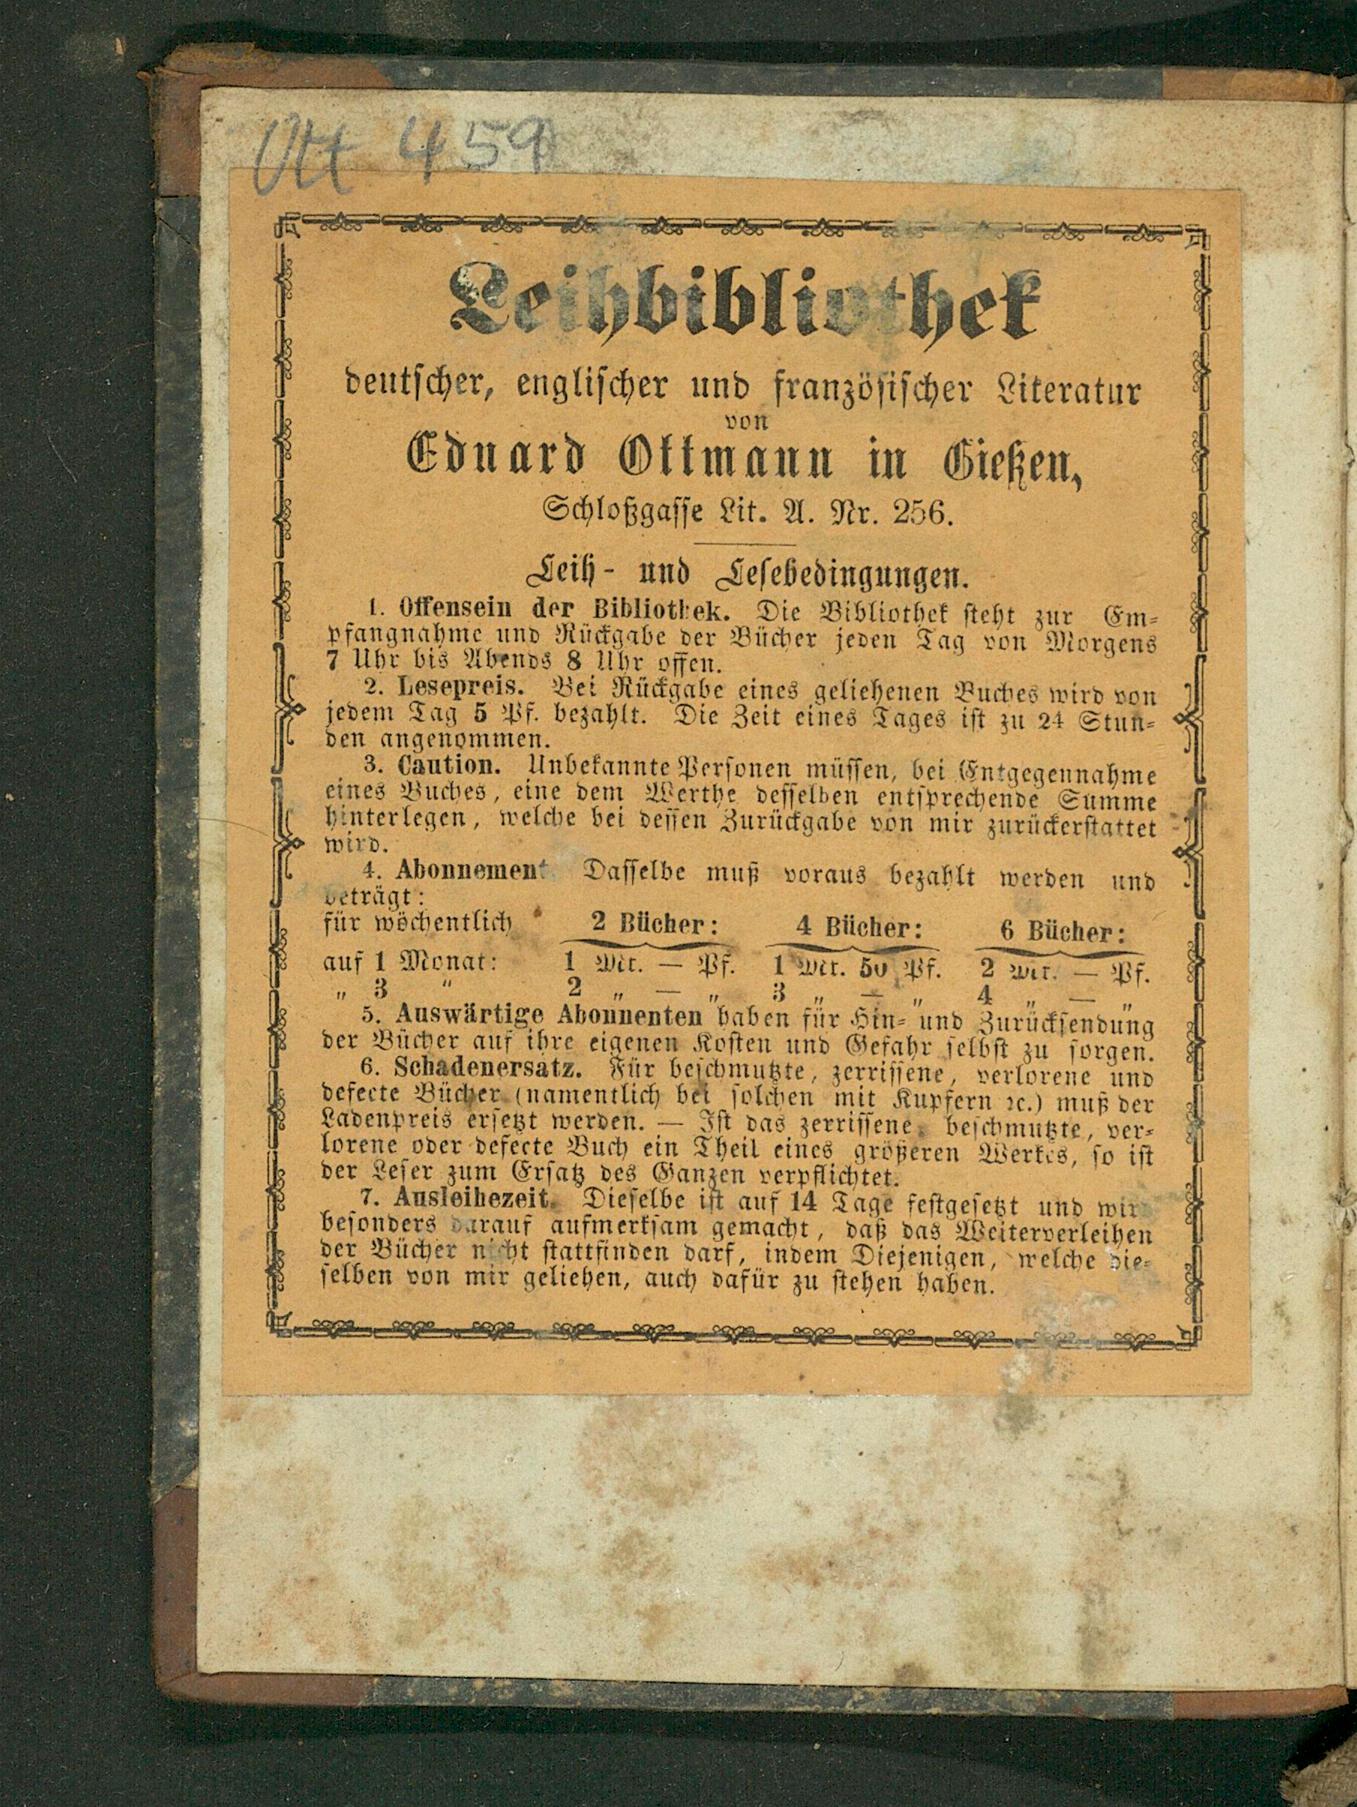 Ott 459
Leihbibliothek
deutscher, englischer und französischer Literatur
von
Eduard Ottmann in Gießen,
Schloßgasse Lit. A. Nr. 256.
Leih- und Lesebedingungen.
1. Offensein der Bibliothek. Die Bibliothek steht zur Em-
pfangnahme und Rückgabe der Bücher jeden Tag von Morgens
7 Uhr bis Abends 8 Uhr offen.
2. Lesepreis. Bei Rückgabe eines geliehenen Buches wird von
jedem Tag 5 Pf. bezahlt. Die Zeit eines Tages ist zu 24 Stun-
den angenommen.
3. Caution. Unbekannte Personen müssen, bei Entgegennahme
eines Buches, eine dem Werthe desselben entsprechende Summe
hinterlegen, welche bei dessen Zurückgabe von mir zurückerstattet
wird.
4. Abonnement. Dasselbe muß voraus bezahlt werden und
beträgt:
für wöchentlich 2 Bücher: 4 Bücher: 6 Bücher:
auf 1 Monat: 1 Mk. — Pf. 1 Mk. 50 Pf. 2 Mk. — Pf.
„ 3 „ 2 „ — „ 3 „ — „ 4 „ — „
5. Auswärtige Abonnenten haben für Hin- und Zurücksendung
der Bücher auf ihre eigenen Kosten und Gefahr selbst zu sorgen.
6. Schadenersatz. Für beschmutzte, zerrissene, verlorene und
defecte Bücher (namentlich bei solchen mit Kupfern ꝛc.) muß der
Ladenpreis ersetzt werden. — Ist das zerrissene, beschmutzte, ver-
lorene oder defecte Buch ein Theil eines größeren Werkes, so ist
der Leser zum Ersatz des Ganzen verpflichtet.
7. Ausleihezeit. Dieselbe ist auf 14 Tage festgesetzt und wird
besonders darauf aufmerksam gemacht, daß das Weiterverleihen
der Bücher nicht stattfinden darf, indem Diejenigen, welche die-
selben von mir geliehen, auch dafür zu stehen haben.